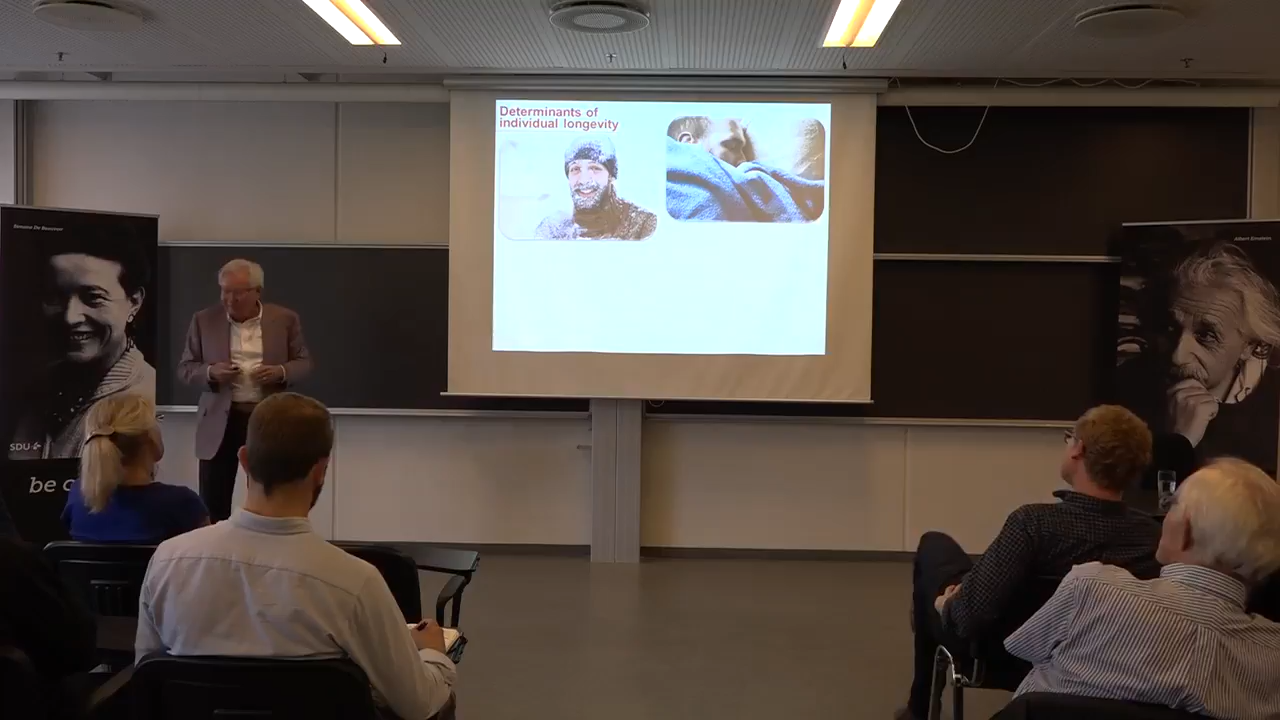 Determinants of
individual longevity
Simone De Beauvoir
SDU
be c
Albert Einstein